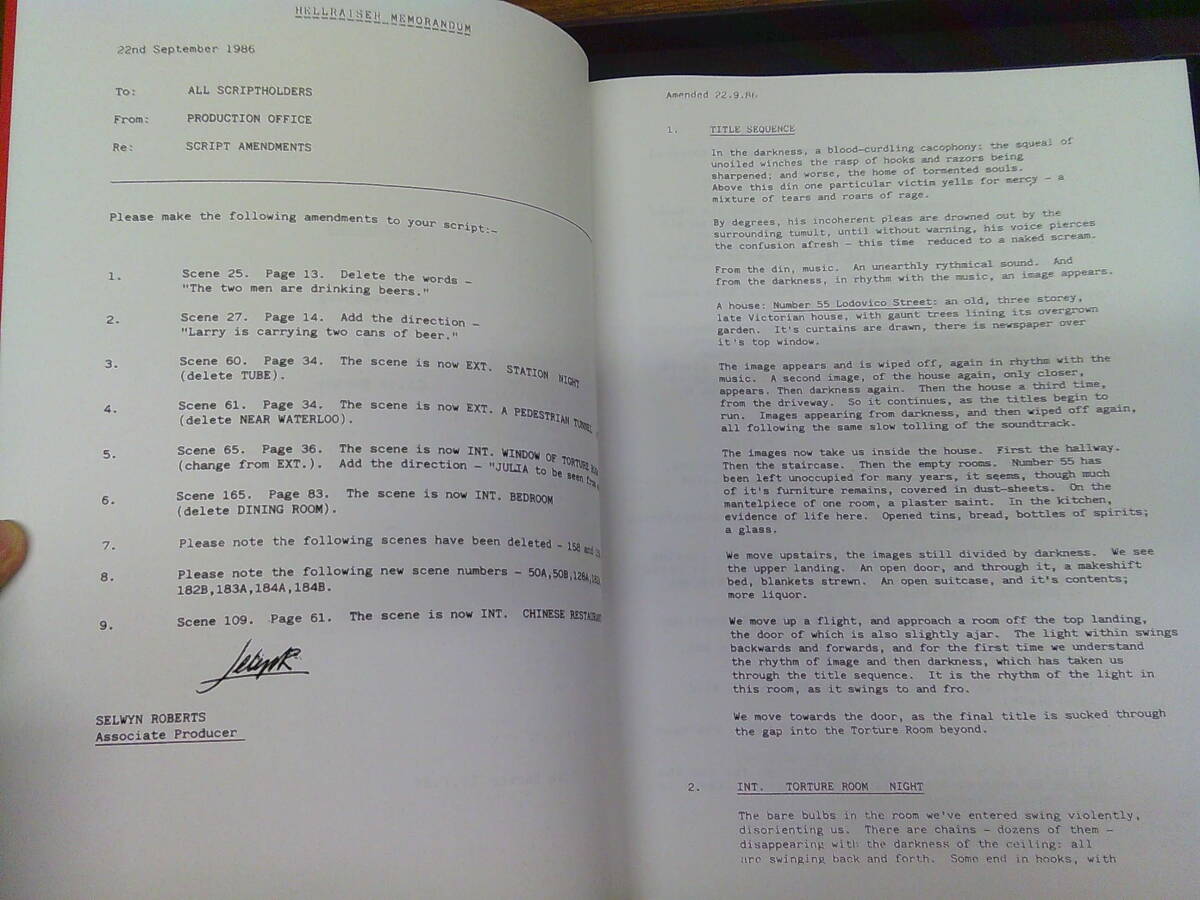 HELLRAISER MEMORANDUM
22nd September 1986
To: ALL SCRIPTHOLDERS
From: PRODUCTION OFFICE
Re: SCRIPT AMENDMENTS
Please make the following amendments to your script:-
1. Scene 25. Page 13. Delete the words -
"The two men are drinking beers."
2. Scene 27. Page 14. Add the direction -
"Larry is carrying two cans of beer."
3. Scene 60. Page 34. The scene is now EXT. STATION NIGHT
(delete TUBE).
4. Scene 61. Page 34. The scene is now EXT. A PEDESTRIAN TUNNEL
(delete NEAR WATERLOO).
5. Scene 65. Page 36. The scene is now INT. WINDOW OF TORTURE
(change from EXT.). Add the direction - "JULIA to be seen from
6. Scene 165. Page 83. The scene is now INT. BEDROOM
(delete DINING ROOM).
7. Please note the following scenes have been deleted - 158 and
8. Please note the following new scene numbers - 50A,50B,126A,
182B,183A,184A,184B.
9. Scene 109. Page 61. The scene is now INT. CHINESE RESTAURANT
SELWYN ROBERTS
Associate Producer
Amended 22.9.86
1. TITLE SEQUENCE
In the darkness, a blood-curdling cacophony: the squeal of
unoiled winches the rasp of hooks and razors being
sharpened; and worse, the home of tormented souls.
Above this din one particular victim yells for mercy - a
mixture of tears and roars of rage.
By degrees, his incoherent pleas are drowned out by the
surrounding tumult, until without warning, his voice pierces
the confusion afresh - this time reduced to a naked scream.
From the din, music. An unearthly rythmical sound. And
from the darkness, in rhythm with the music, an image appears.
A house: Number 55 Lodovico Street: an old, three storey,
late Victorian house, with gaunt trees lining its overgrown
garden. It's curtains are drawn, there is newspaper over
it's top window.
The image appears and is wiped off, again in rhythm with the
music. A second image, of the house again, only closer,
appears. Then darkness again. Then the house a third time,
from the driveway. So it continues, as the titles begin to
run. Images appearing from darkness, and then wiped off again,
all following the same slow tolling of the soundtrack.
The images now take us inside the house. First the hallway.
Then the staircase. Then the empty rooms. Number 55 has
been left unoccupied for many years, it seems, though much
of it's furniture remains, covered in dust-sheets. On the
mantelpiece of one room, a plaster saint. In the kitchen,
evidence of life here. Opened tins, bread, bottles of spirits;
a glass.
We move upstairs, the images still divided by darkness. We see
the upper landing. An open door, and through it, a makeshift
bed, blankets strewn. An open suitcase, and it's contents;
more liquor.
We move up a flight, and approach a room off the top landing,
the door of which is also slightly ajar. The light within swings
backwards and forwards, and for the first time we understand
the rhythm of image and then darkness, which has taken us
through the title sequence. It is the rhythm of the light in
this room, as it swings to and fro.
We move towards the door, as the final title is sucked through
the gap into the Torture Room beyond.
2. INT. TORTURE ROOM NIGHT
The bare bulbs in the room we've entered swing violently,
disorienting us. There are chains - dozens of them -
disappearing with the darkness of the ceiling: all
are swinging back and forth. Some end in hooks, with